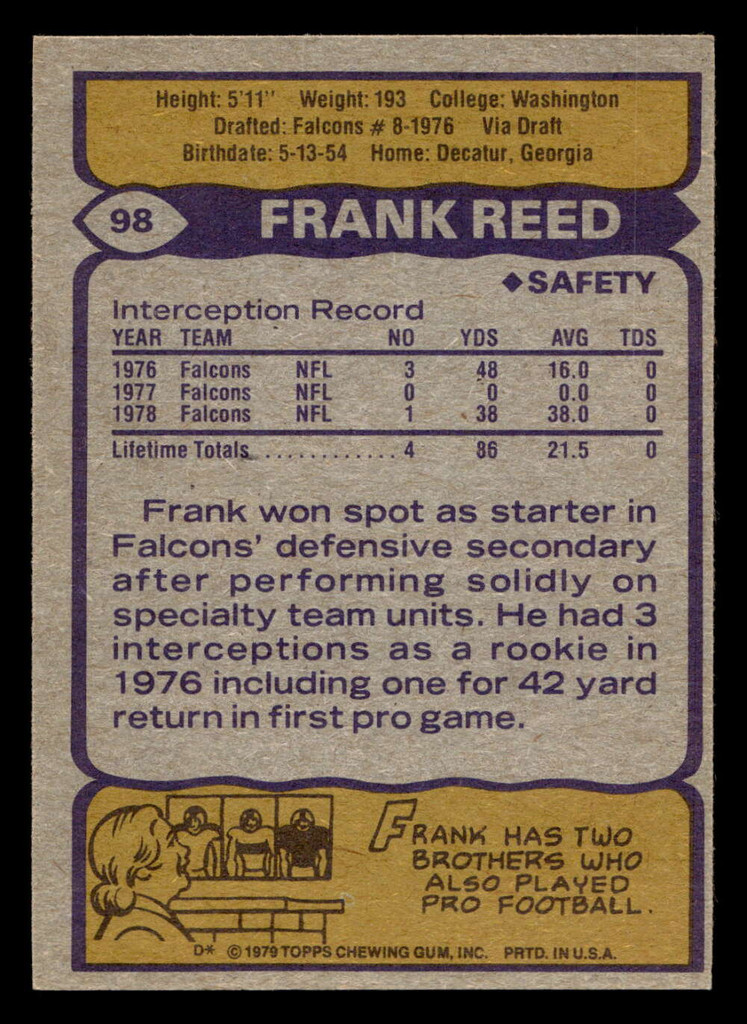 Height: 5'11" Weight: 193 College: Washington
Drafted: Falcons # 8-1976 Via Draft
Birthdate: 5-13-54 Home: Decatur, Georgia
98 FRANK REED
◆SAFETY
Interception Record
YEAR TEAM NO YDS AVG TDS
1976 Falcons NFL 3 48 16.0 0
1977 Falcons NFL 0 0 0.0 0
1978 Falcons NFL 1 38 38.0 0
Lifetime Totals ............ 4 86 21.5 0
Frank won spot as starter in
Falcons' defensive secondary
after performing solidly on
specialty team units. He had 3
interceptions as a rookie in
1976 including one for 42 yard
return in first pro game.
FRANK HAS TWO
BROTHERS WHO
ALSO PLAYED
PRO FOOTBALL.
D* © 1979 TOPPS CHEWING GUM, INC. PRTD. IN U.S.A.